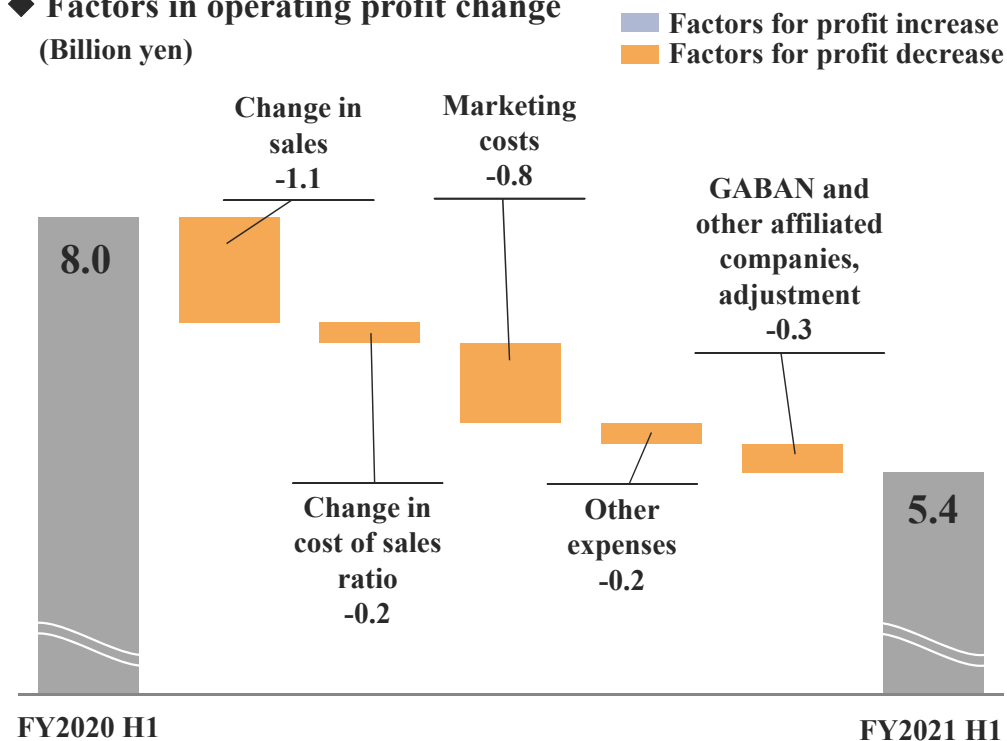 ◆ Factors in operating profit change
(Billion yen)
Factors for profit increase
Factors for profit decrease
Change in
sales
-1.1
Marketing
costs
-0.8
GABAN and
other affiliated
companies,
adjustment
-0.3
8.0
5.4
Change in
cost of sales
ratio
-0.2
Other
expenses
-0.2
FY2020 H1
FY2021 H1